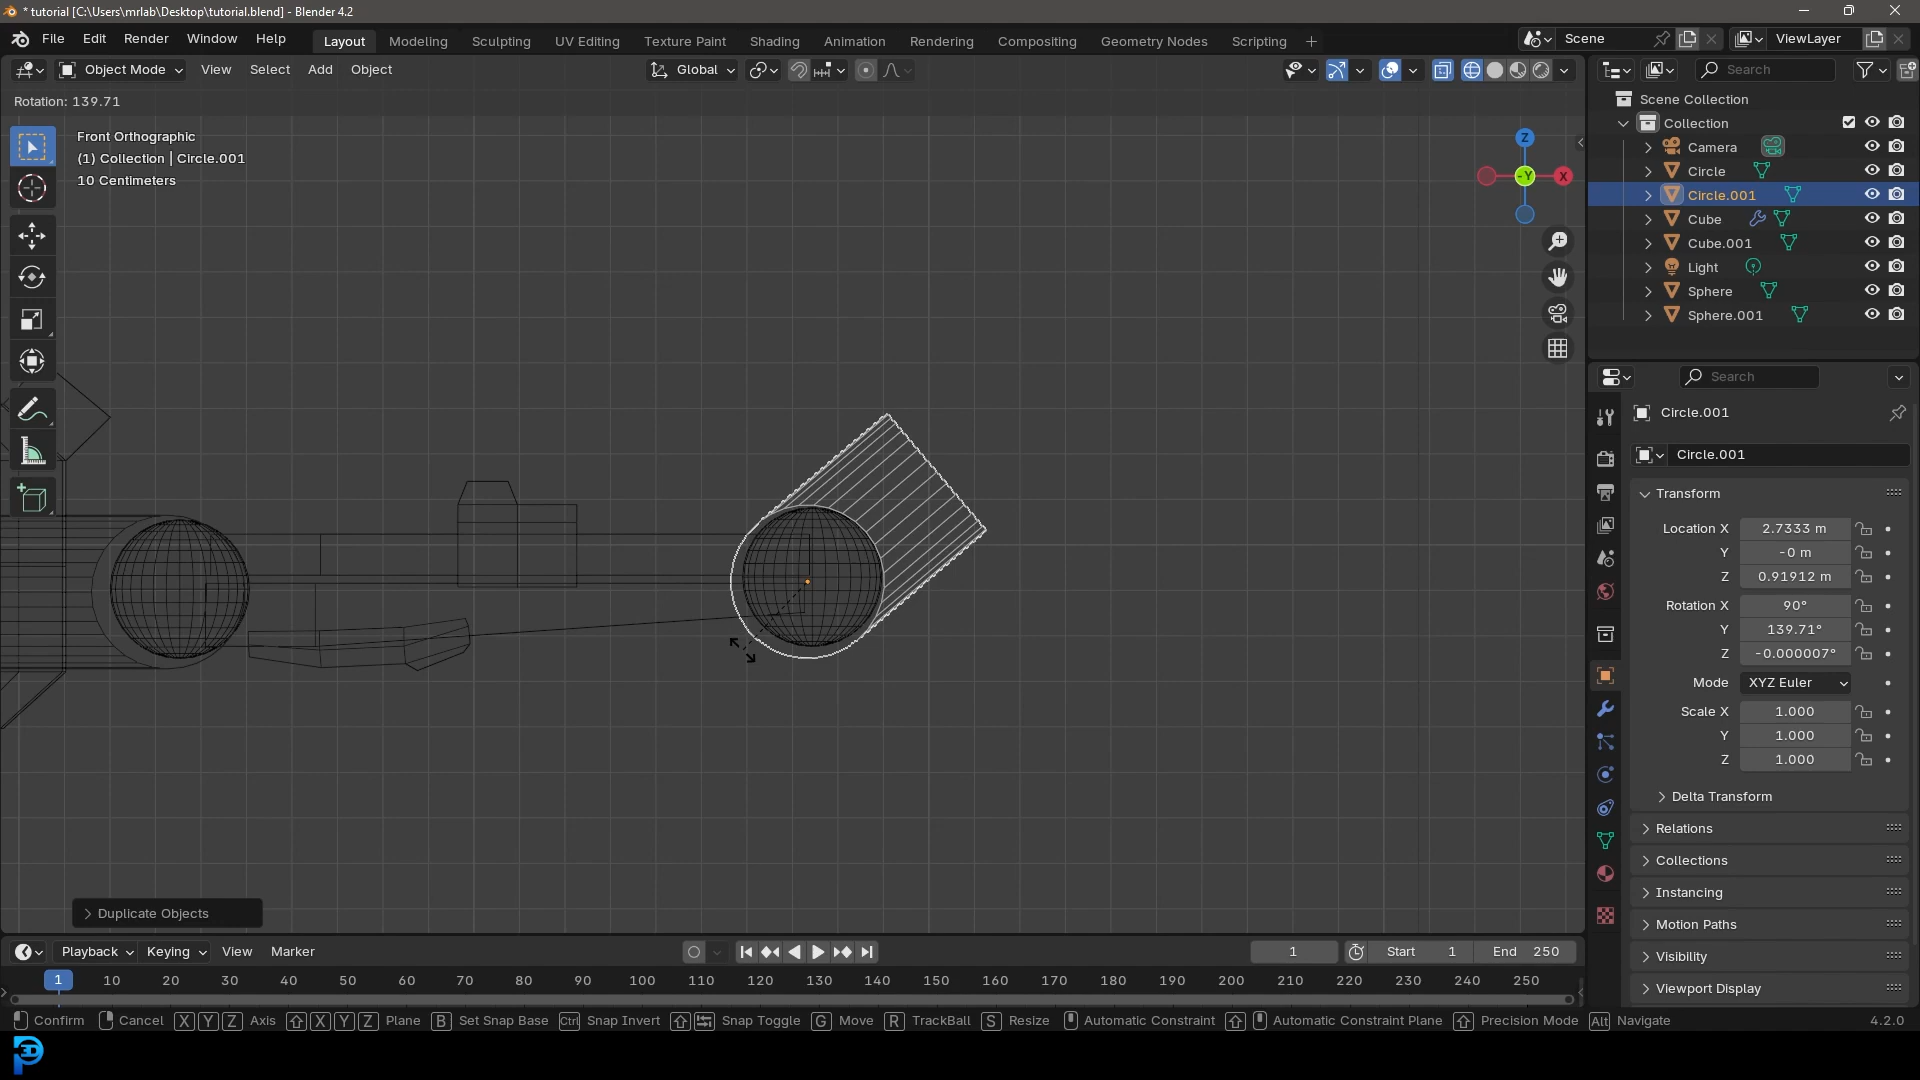 * tutorial [C:\Users\mrlab\Desktop\tutorial.blend] - Blender 4.2
File Edit Render Window Help Layout Modeling Sculpting UV Editing Texture Paint Shading Animation Rendering Compositing Geometry Nodes Scripting + Scene ViewLayer
Object Mode View Select Add Object Global Search
Rotation: 139.71
Front Orthographic
(1) Collection | Circle.001
10 Centimeters
Z
-Y
X
Scene Collection
Collection
Camera
Circle
Circle.001
Cube
Cube.001
Light
Sphere
Sphere.001
Search
Circle.001
Circle.001
Transform
Location X 2.7333 m
Y -0 m
Z 0.91912 m
Rotation X 90°
Y 139.71°
Z -0.000007°
Mode XYZ Euler
Scale X 1.000
Y 1.000
Z 1.000
Delta Transform
Relations
Collections
Instancing
Motion Paths
Visibility
Viewport Display
Duplicate Objects
Playback Keying View Marker 1 Start 1 End 250
1 10 20 30 40 50 60 70 80 90 100 110 120 130 140 150 160 170 180 190 200 210 220 230 240 250
Confirm Cancel X Y Z Axis X Y Z Plane B Set Snap Base Ctrl Snap Invert Snap Toggle G Move R TrackBall S Resize Automatic Constraint Automatic Constraint Plane Precision Mode Alt Navigate 4.2.0
3D